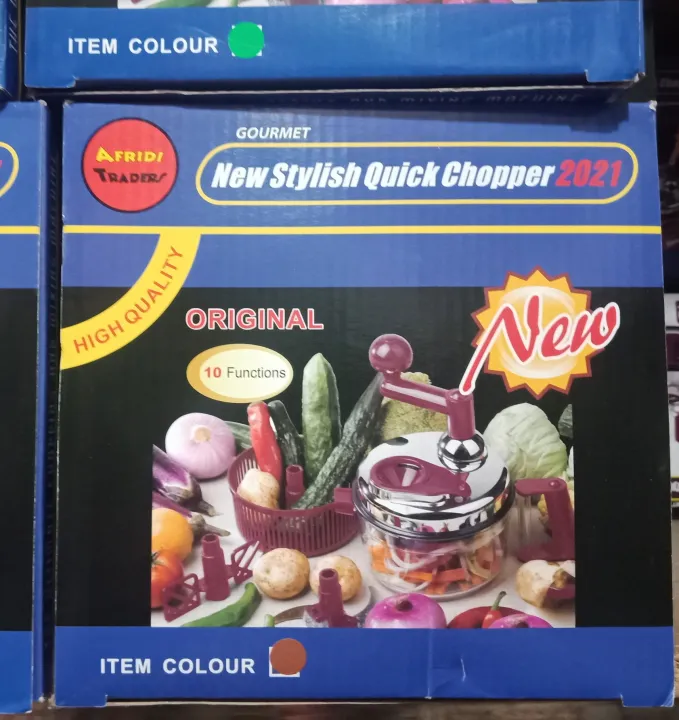 ITEM COLOUR
AFRIDI
TRADERS
GOURMET
New Stylish Quick Chopper 2021
HIGH QUALITY
ORIGINAL
10 Functions
New
ITEM COLOUR